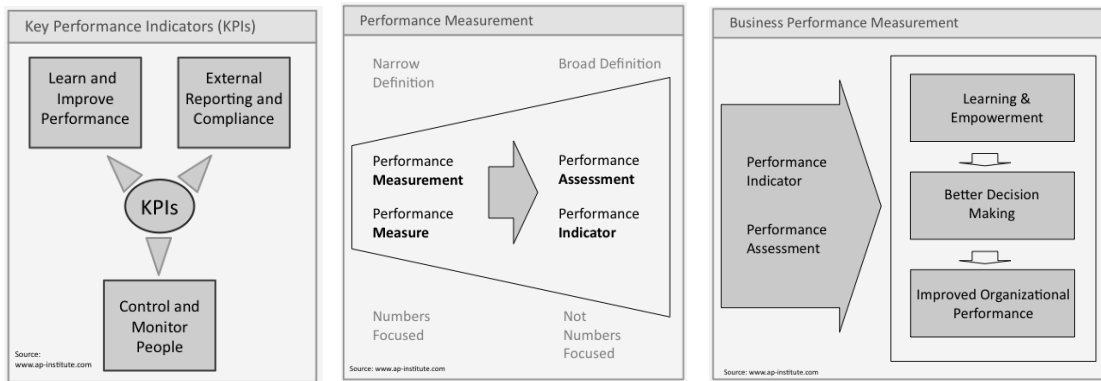 Key Performance Indicators (KPIs)
Learn and
Improve
Performance
External
Reporting and
Compliance
KPIs
Control and
Monitor
People
Source:
www.ap-institute.com
Performance Measurement
Narrow
Definition
Broad Definition
Performance
Measurement
Performance
Measure
Performance
Assessment
Performance
Indicator
Numbers
Focused
Not
Numbers
Focused
Source: www.ap-institute.com
Business Performance Measurement
Performance
Indicator
Performance
Assessment
Learning &
Empowerment
Better Decision
Making
Improved Organizational
Performance
Source: www.ap-institute.com